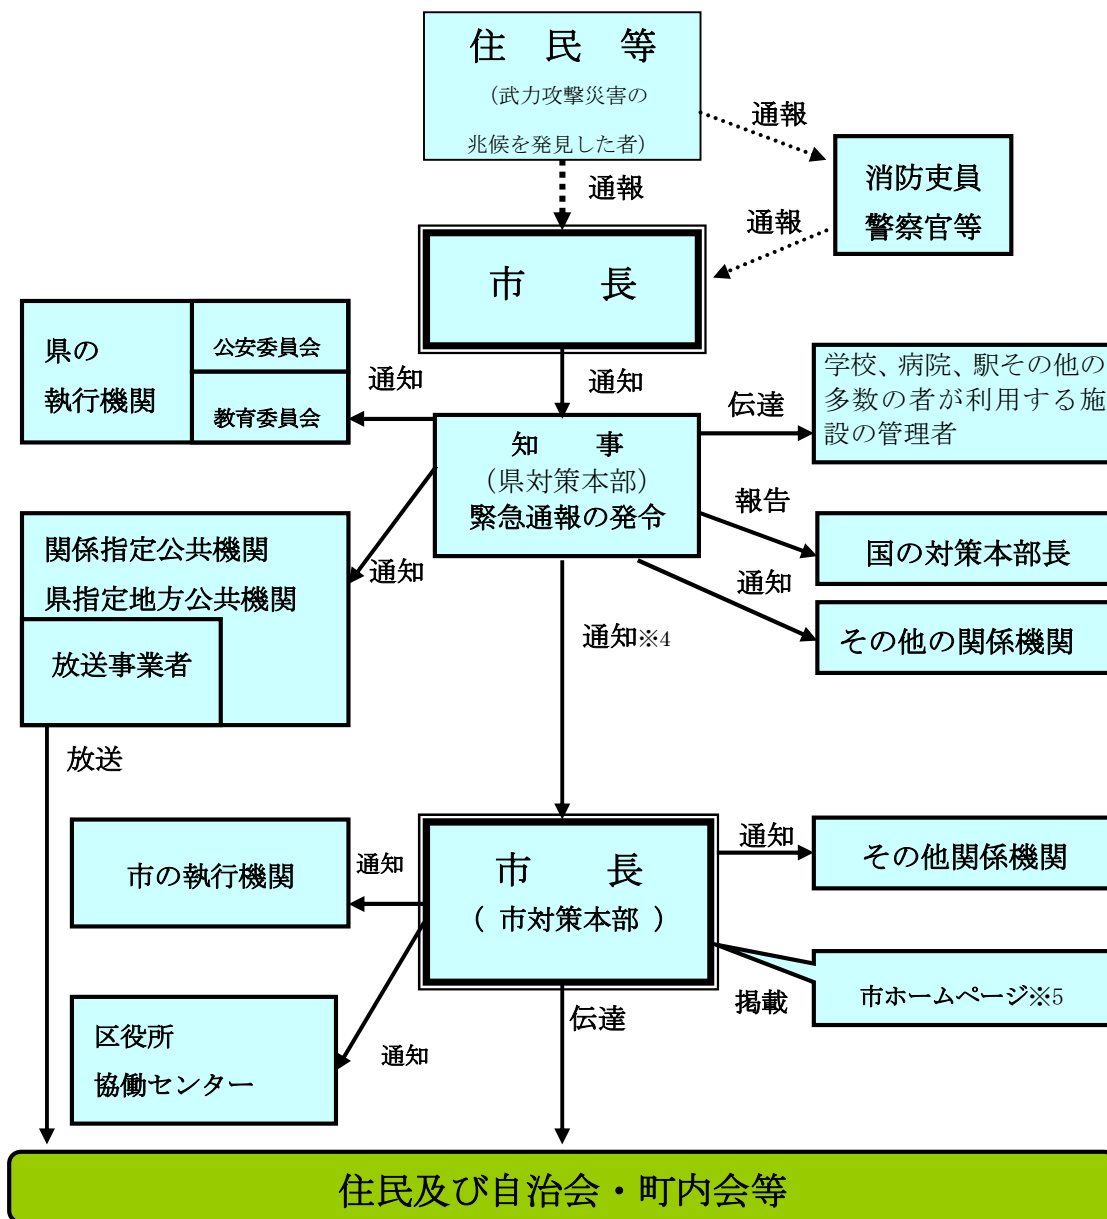 住　民　等
（武力攻撃災害の
兆候を発見した者）
通報
通報
消防吏員
警察官等
通報
市　　長
県の
執行機関
公安委員会
教育委員会
通知
通知
伝達
学校、病院、駅その他の
多数の者が利用する施
設の管理者
知　　事
（県対策本部）
緊急通報の発令
報告
国の対策本部長
関係指定公共機関
県指定地方公共機関
放送事業者
通知
通知
その他の関係機関
通知※4
放送
市の執行機関
通知
市　　長
（ 市対策本部 ）
通知
その他関係機関
掲載
市ホームページ※5
区役所
協働センター
通知
伝達
住民及び自治会・町内会等